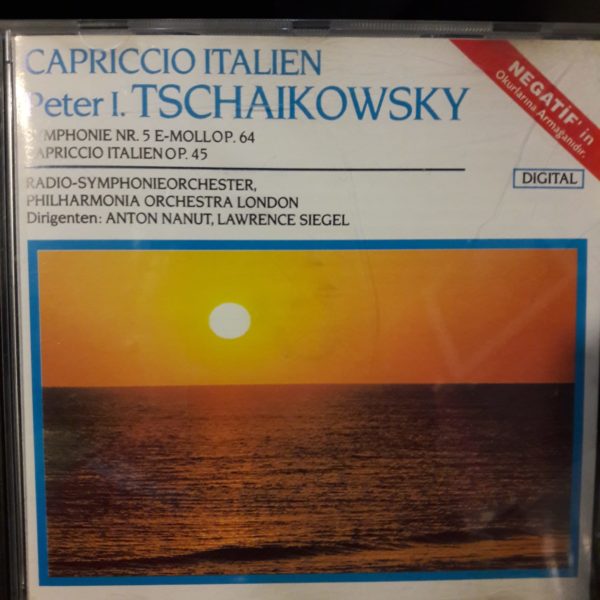 CAPRICCIO ITALIEN
Peter I. TSCHAIKOWSKY
SYMPHONIE NR. 5 E-MOLL OP. 64
CAPRICCIO ITALIEN OP. 45
RADIO-SYMPHONIEORCHESTER,
PHILHARMONIA ORCHESTRA LONDON
Dirigenten: ANTON NANUT, LAWRENCE SIEGEL
NEGATİF' in
Okurlarına Armağanıdır.
DIGITAL